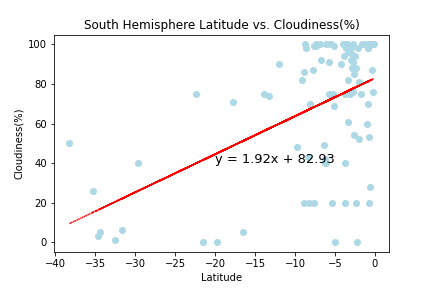 South Hemisphere Latitude vs. Cloudiness(%)
100
80
60
40
20
0
Cloudiness(%)
y = 1.92x + 82.93
−40 −35 −30 −25 −20 −15 −10 −5 0
Latitude